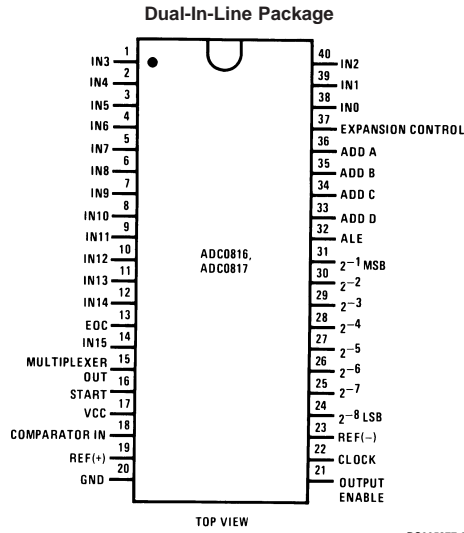 Dual-In-Line Package
1
IN3
2
IN4
3
IN5
4
IN6
5
IN7
6
IN8
7
IN9
8
IN10
9
IN11
10
IN12
11
IN13
12
IN14
13
EOC
14
IN15
15
MULTIPLEXER
OUT
16
START
17
VCC
18
COMPARATOR IN
19
REF(+)
20
GND
ADC0816,
ADC0817
40
IN2
39
IN1
38
IN0
37
EXPANSION CONTROL
36
ADD A
35
ADD B
34
ADD C
33
ADD D
32
ALE
31
2⁻¹ MSB
30
2⁻²
29
2⁻³
28
2⁻⁴
27
2⁻⁵
26
2⁻⁶
25
2⁻⁷
24
2⁻⁸ LSB
23
REF(−)
22
CLOCK
21
OUTPUT
ENABLE
TOP VIEW